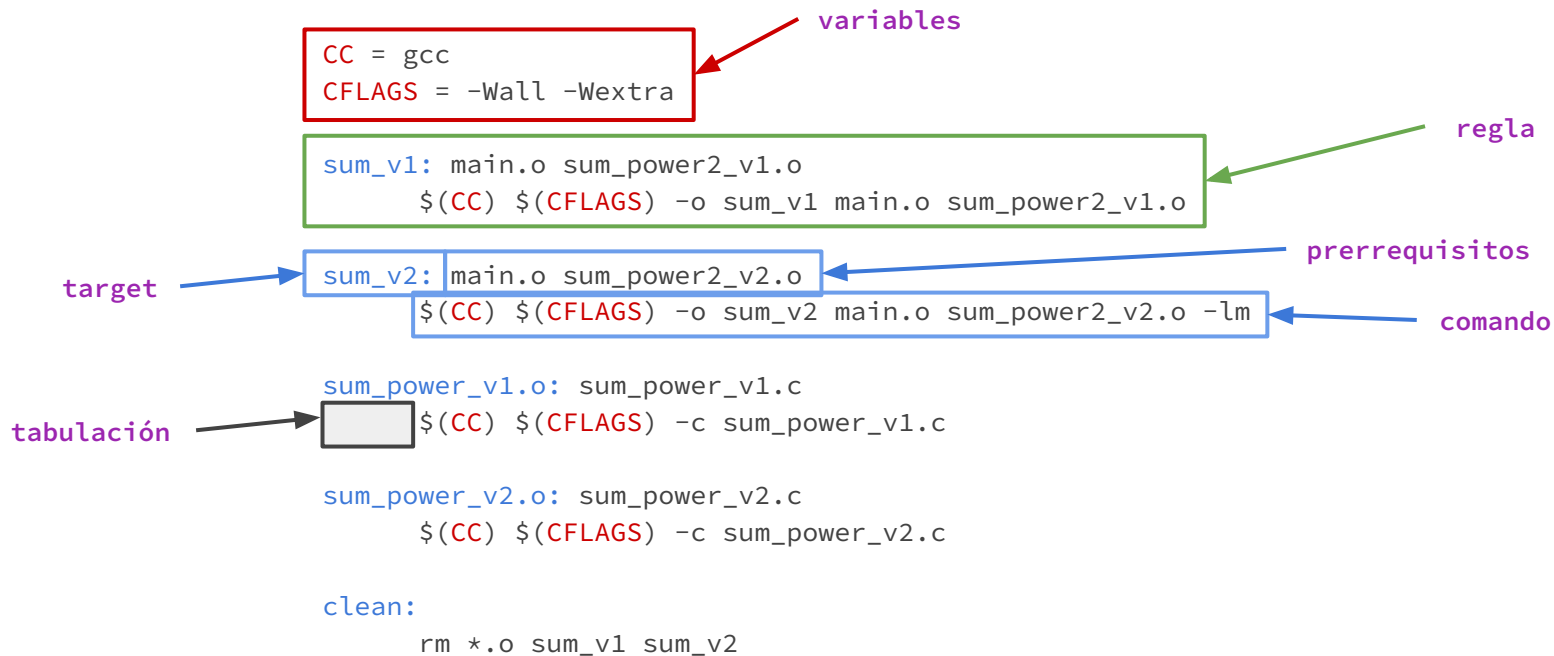 variables
CC = gcc
CFLAGS = -Wall -Wextra
regla
sum_v1: main.o sum_power2_v1.o
$(CC) $(CFLAGS) -o sum_v1 main.o sum_power2_v1.o
prerrequisitos
target
sum_v2: main.o sum_power2_v2.o
$(CC) $(CFLAGS) -o sum_v2 main.o sum_power2_v2.o -lm
comando
sum_power_v1.o: sum_power_v1.c
tabulación
$(CC) $(CFLAGS) -c sum_power_v1.c
sum_power_v2.o: sum_power_v2.c
$(CC) $(CFLAGS) -c sum_power_v2.c
clean:
rm *.o sum_v1 sum_v2